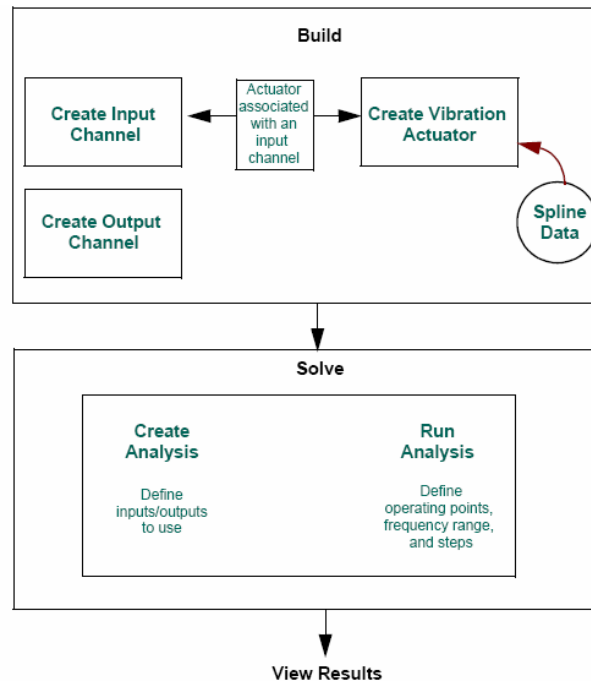 Build
Create Input
Channel
Actuator
associated
with an
input
channel
Create Vibration
Actuator
Create Output
Channel
Spline
Data
Solve
Create
Analysis
Define
inputs/outputs
to use
Run
Analysis
Define
operating points,
frequency range,
and steps
View Results